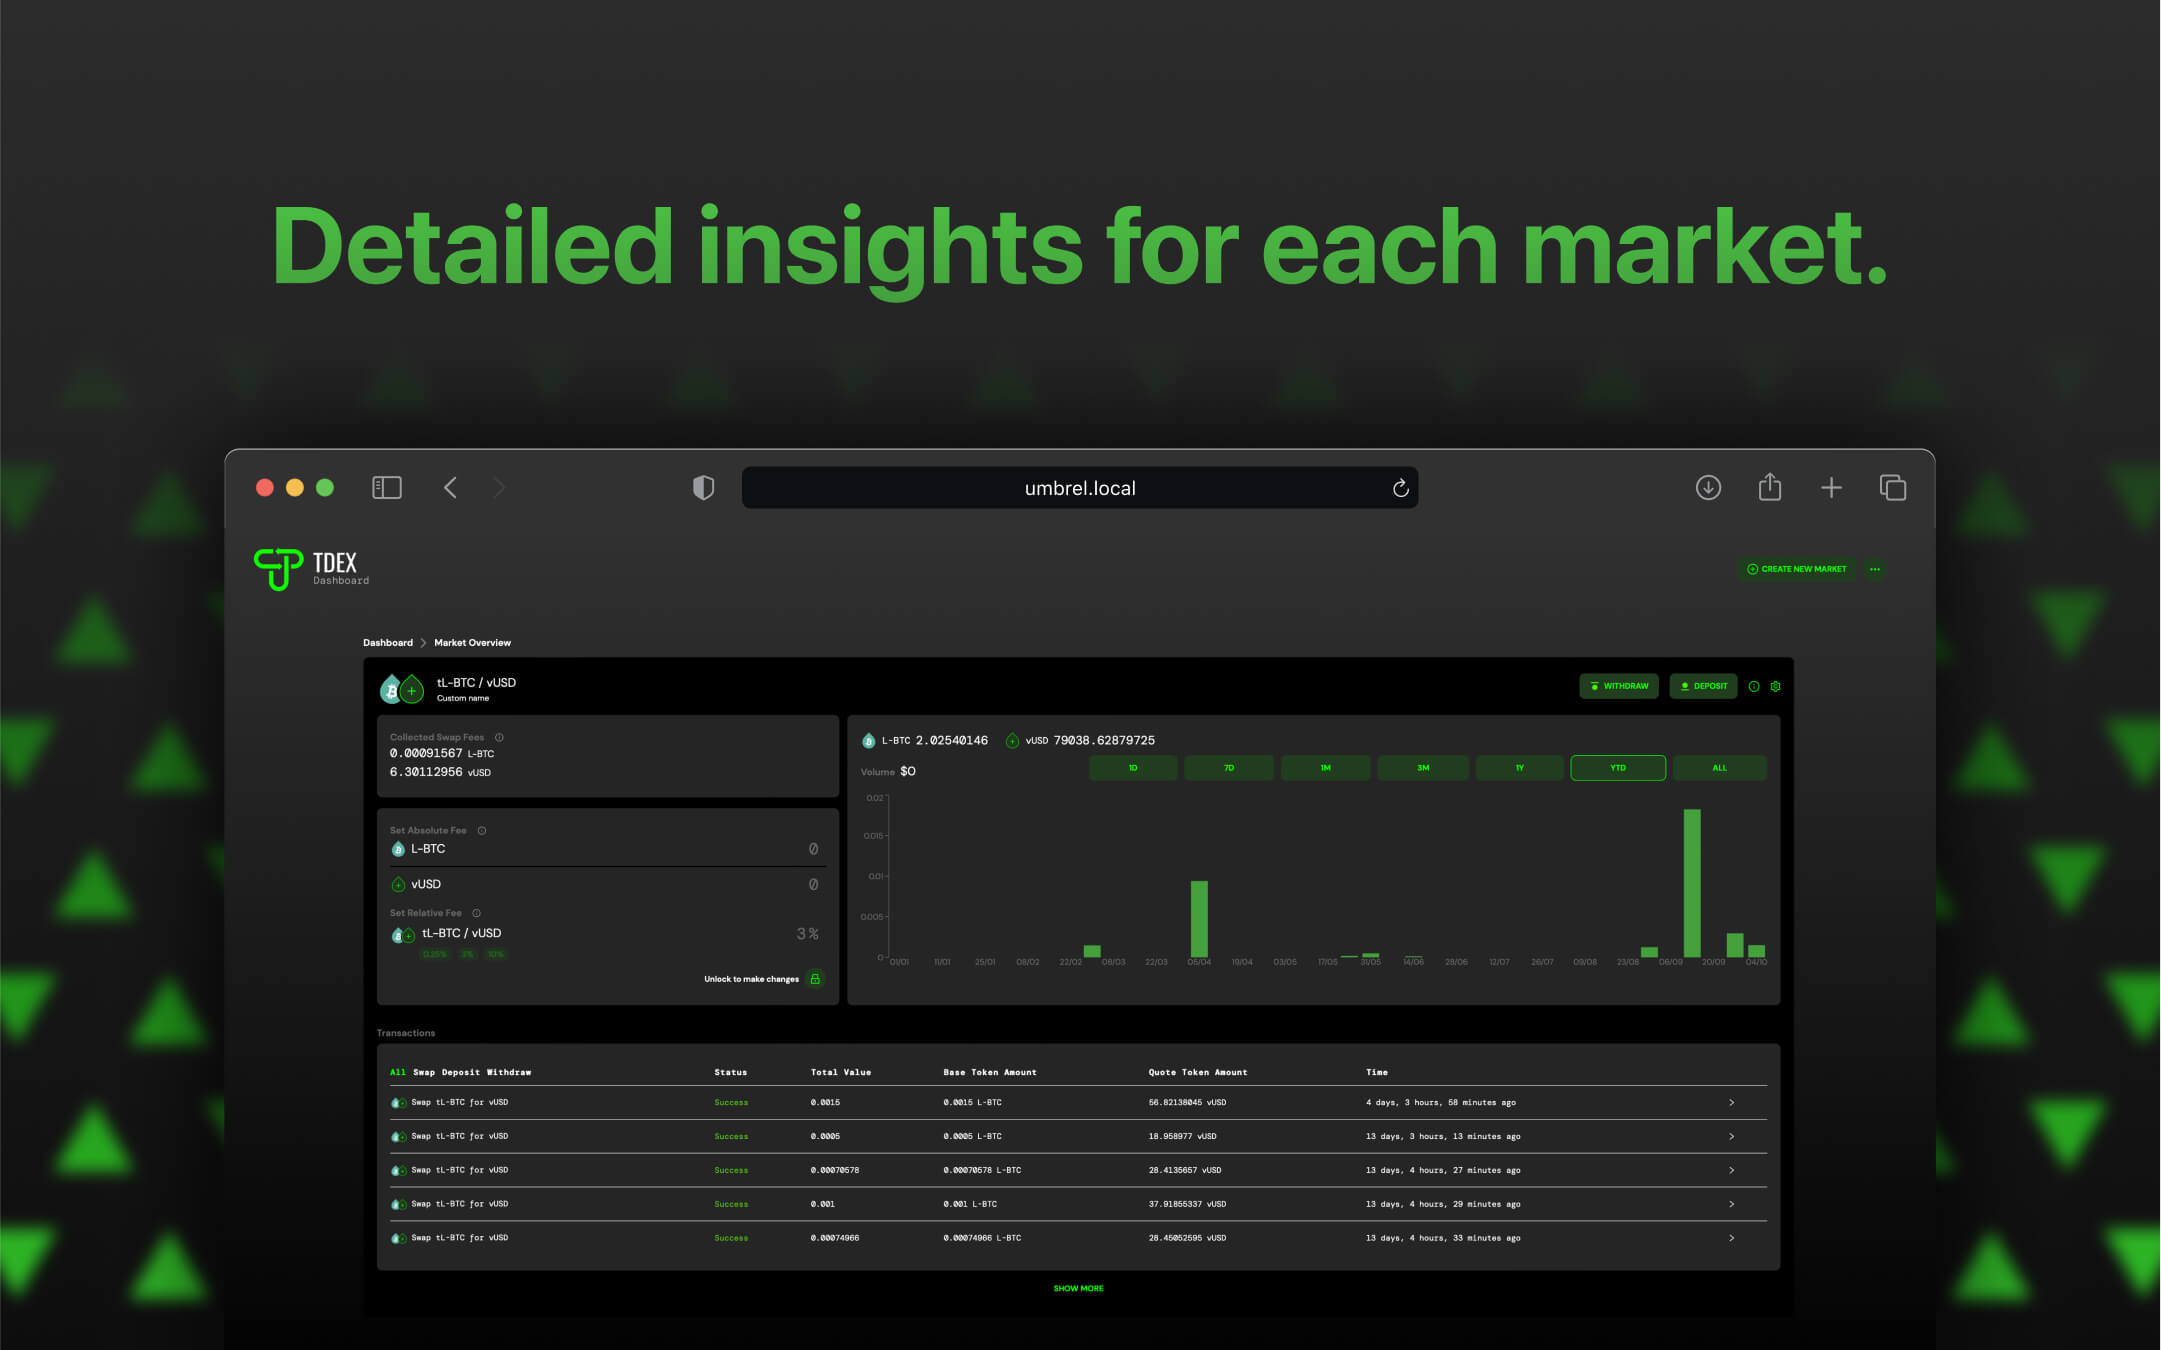 Detailed insights for each market.
umbrel.local
TDEX
Dashboard
CREATE NEW MARKET
Dashboard > Market Overview
tL-BTC / vUSD
Custom name
WITHDRAW DEPOSIT
Collected Swap Fees
0.00091567 L-BTC
6.30112956 vUSD
Set Absolute Fee
L-BTC 0
vUSD 0
Set Relative Fee
tL-BTC / vUSD 3%
0.25% 3% 10%
Unlock to make changes
L-BTC 2.02540146 vUSD 79038.62879725
Volume $0
1D 7D 1M 3M 1Y YTD ALL
0.02
0.015
0.01
0.005
0
01/01 11/01 25/01 08/02 22/02 08/03 22/03 05/04 19/04 03/05 17/05 31/05 14/06 28/06 12/07 26/07 09/08 23/08 06/09 20/09 04/10
Transactions
All Swap Deposit Withdraw Status Total Value Base Token Amount Quote Token Amount Time
Swap tL-BTC for vUSD Success 0.0015 0.0015 L-BTC 56.82138045 vUSD 4 days, 3 hours, 58 minutes ago
Swap tL-BTC for vUSD Success 0.0005 0.0005 L-BTC 18.958977 vUSD 13 days, 3 hours, 13 minutes ago
Swap tL-BTC for vUSD Success 0.00070578 0.00070578 L-BTC 28.4135657 vUSD 13 days, 4 hours, 27 minutes ago
Swap tL-BTC for vUSD Success 0.001 0.001 L-BTC 37.91855337 vUSD 13 days, 4 hours, 29 minutes ago
Swap tL-BTC for vUSD Success 0.00074966 0.00074966 L-BTC 28.45052595 vUSD 13 days, 4 hours, 33 minutes ago
SHOW MORE